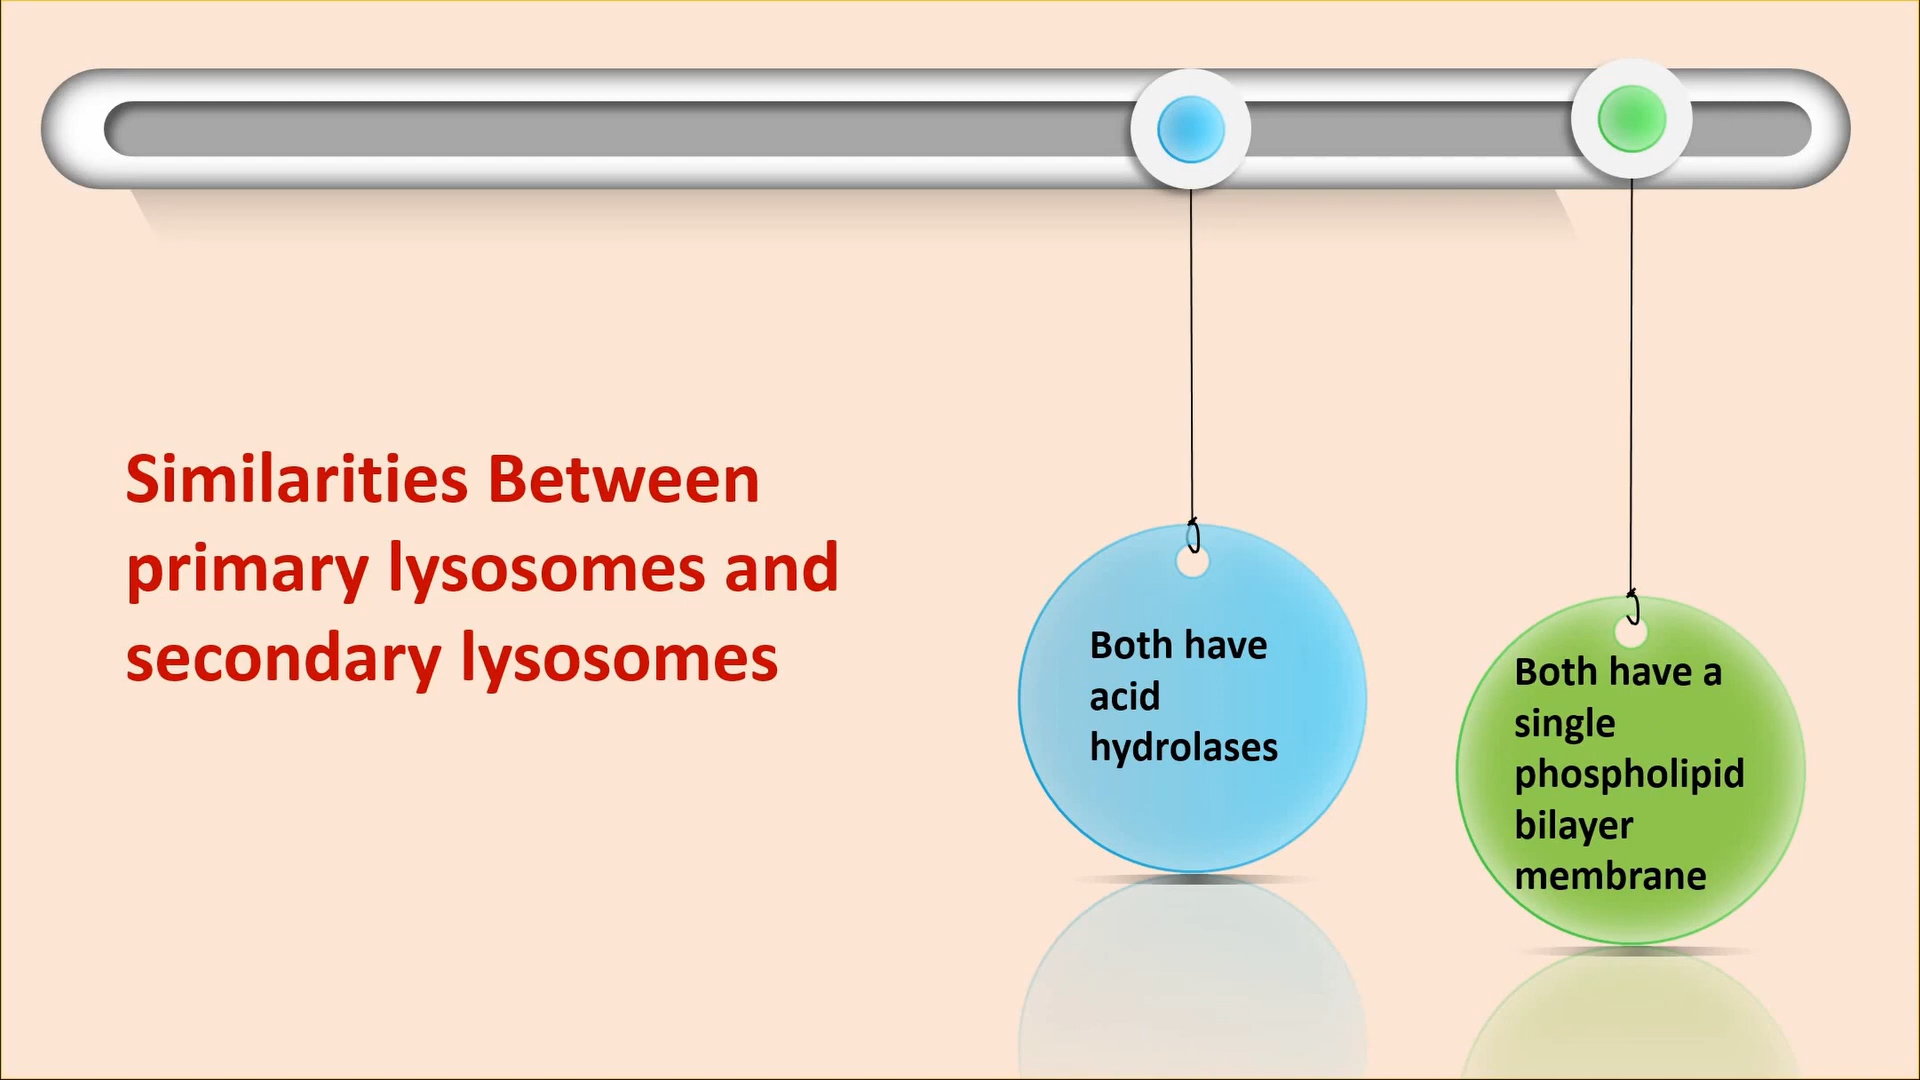 Similarities Between
primary lysosomes and
secondary lysosomes
Both have
acid
hydrolases
Both have a
single
phospholipid
bilayer
membrane